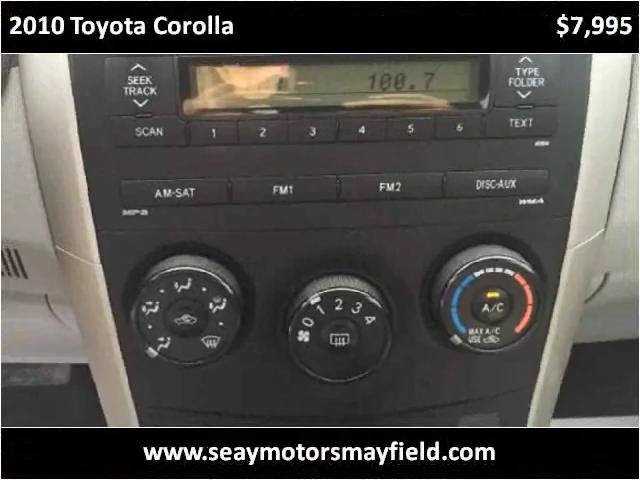 2010 Toyota Corolla $7,995
SEEK TRACK
100.7
TYPE FOLDER
SCAN 1 2 3 4 5 6 TEXT
AM-SAT FM1 FM2 DISC-AUX
0 1 2 3 4
A/C
MAX A/C
USE
www.seaymotorsmayfield.com